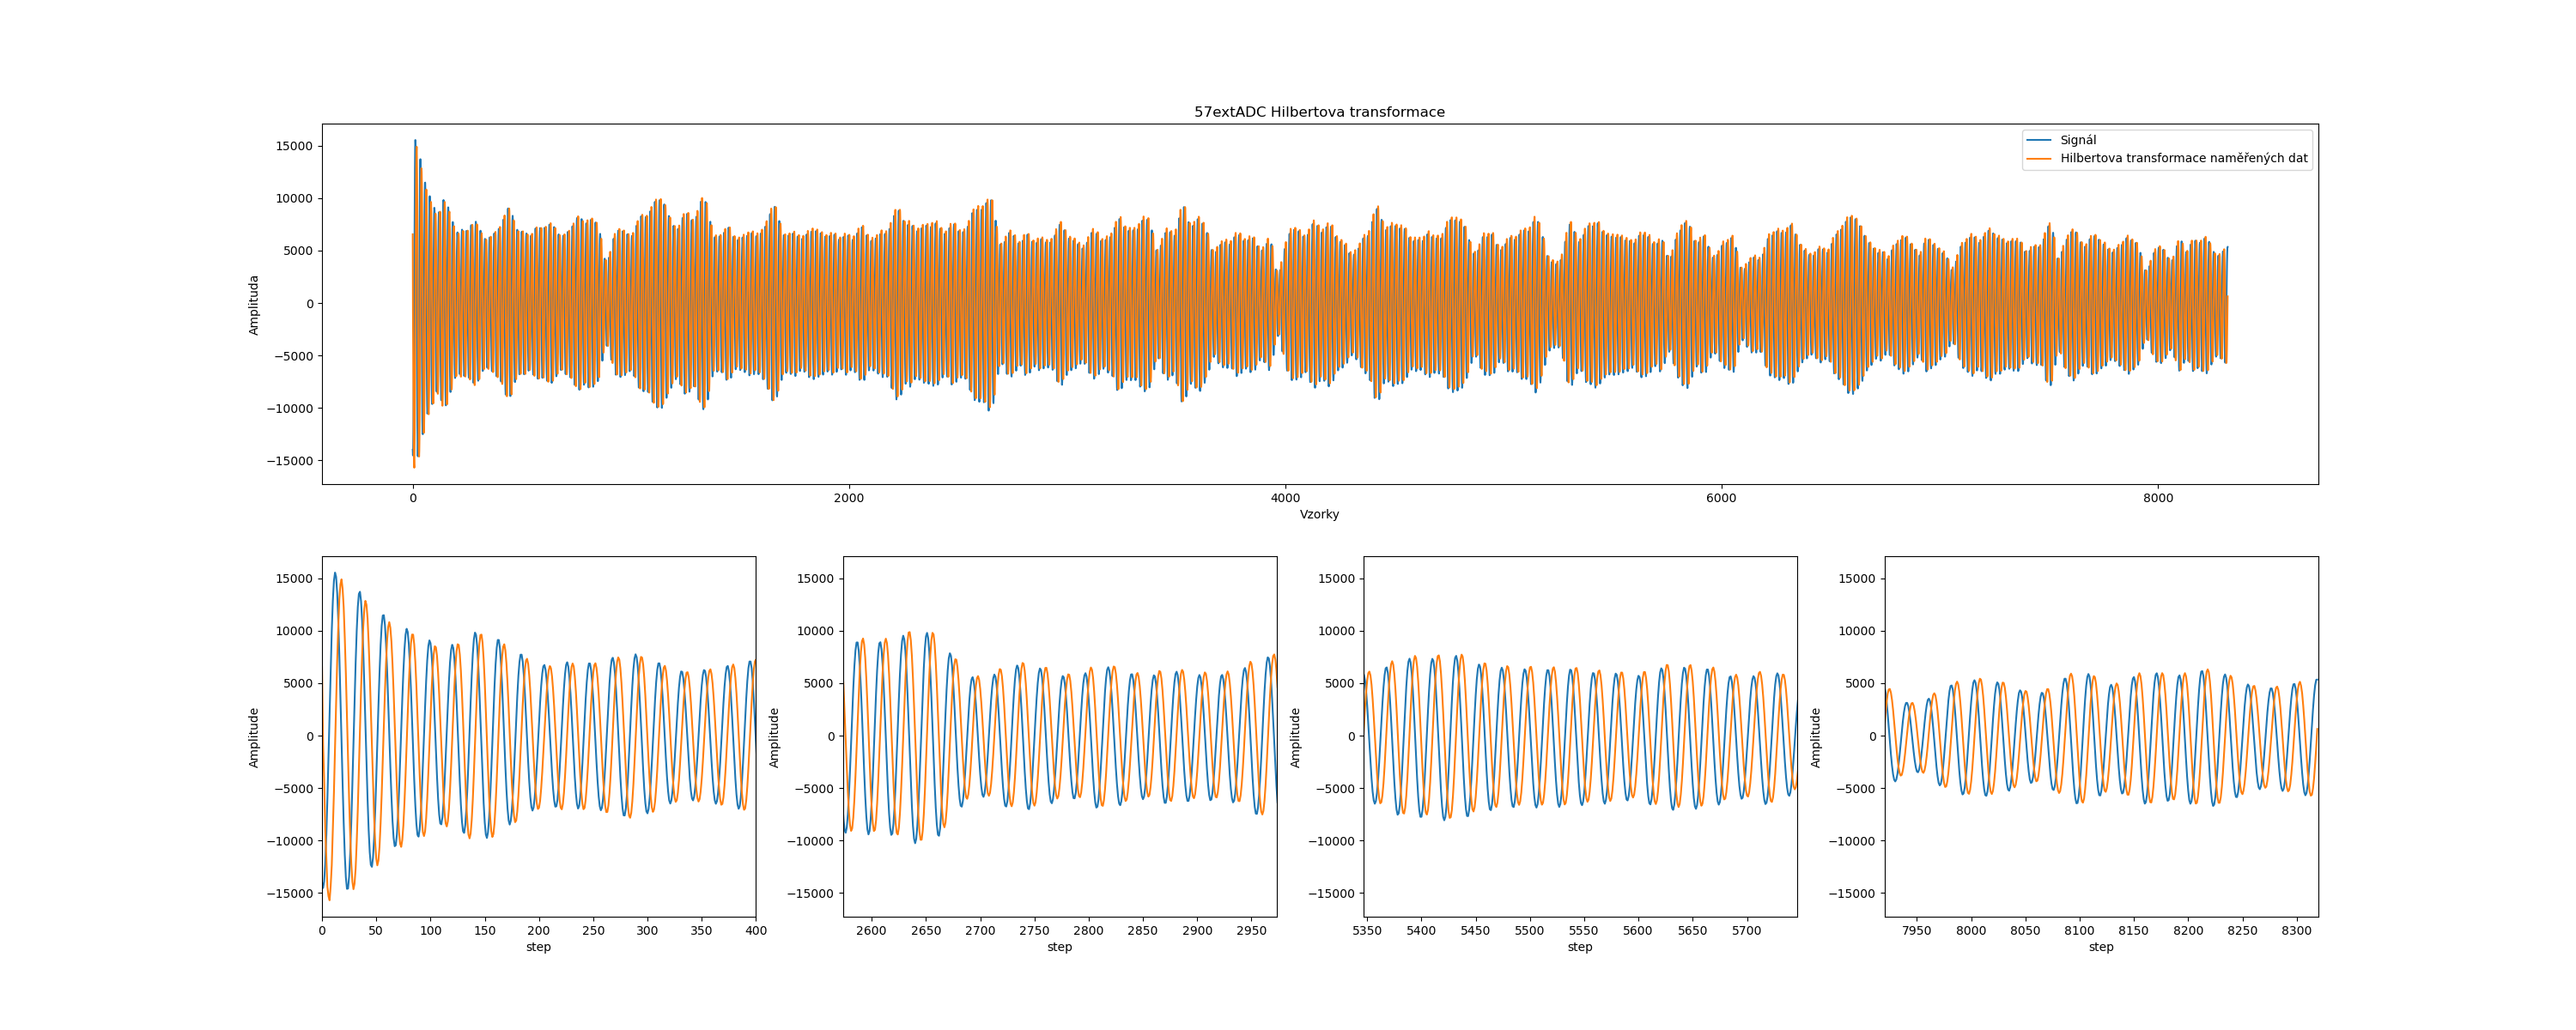 57extADC Hilbertova transformace
Signál
Hilbertova transformace naměřených dat
Amplituda
15000
10000
5000
0
−5000
−10000
−15000
0 2000 4000 6000 8000
Vzorky
Amplitude
15000
10000
5000
0
−5000
−10000
−15000
0 50 100 150 200 250 300 350 400
step
Amplitude
15000
10000
5000
0
−5000
−10000
−15000
2600 2650 2700 2750 2800 2850 2900 2950
step
Amplitude
15000
10000
5000
0
−5000
−10000
−15000
5350 5400 5450 5500 5550 5600 5650 5700
step
Amplitude
15000
10000
5000
0
−5000
−10000
−15000
7950 8000 8050 8100 8150 8200 8250 8300
step